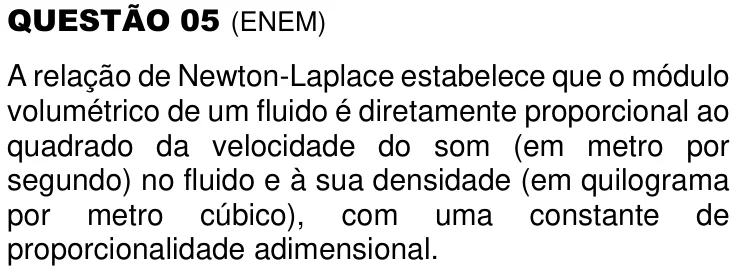 QUESTÃO 05 (ENEM)
A relação de Newton-Laplace estabelece que o módulo
volumétrico de um fluido é diretamente proporcional ao
quadrado da velocidade do som (em metro por
segundo) no fluido e à sua densidade (em quilograma
por metro cúbico), com uma constante de
proporcionalidade adimensional.